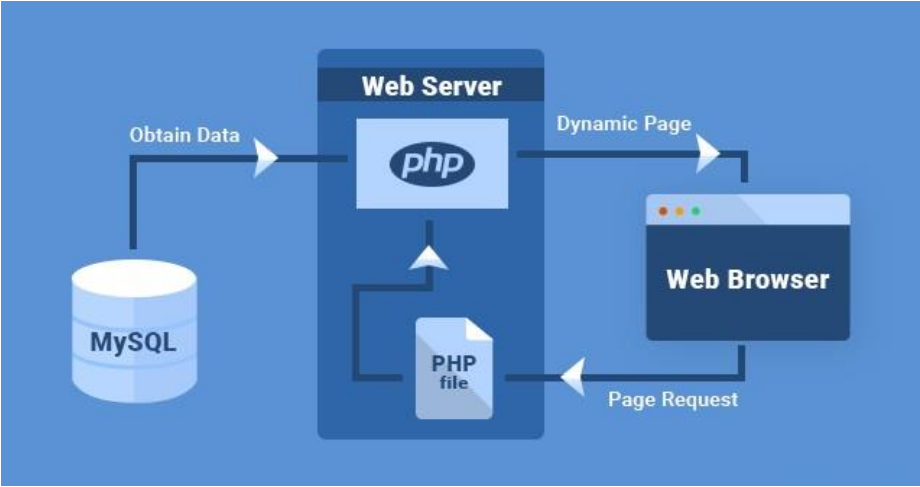 Web Server
Obtain Data
Dynamic Page
php
Web Browser
MySQL
PHP
file
Page Request